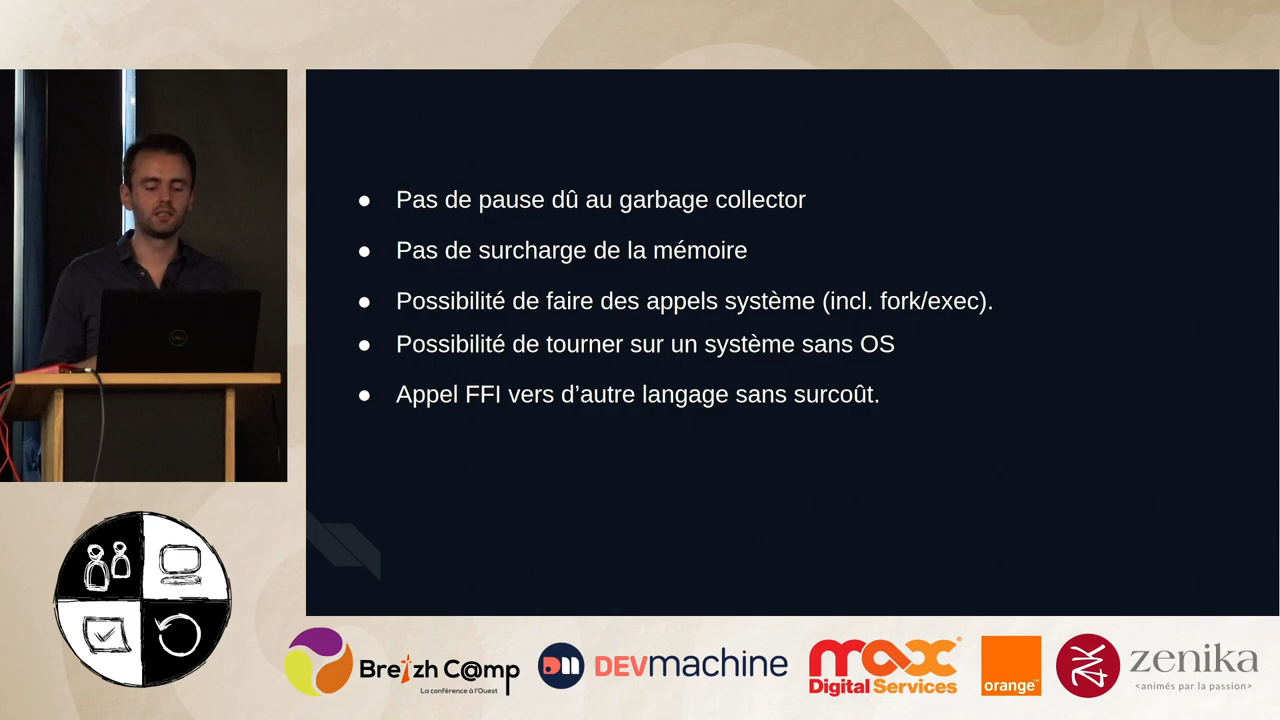 Pas de pause dû au garbage collector
Pas de surcharge de la mémoire
Possibilité de faire des appels système (incl. fork/exec).
Possibilité de tourner sur un système sans OS
Appel FFI vers d’autre langage sans surcoût.
DELL
Breizh C@mp
La conférence à l'Ouest
DEVmachine
max
Digital Services
orange™
zenika
<animés par la passion>